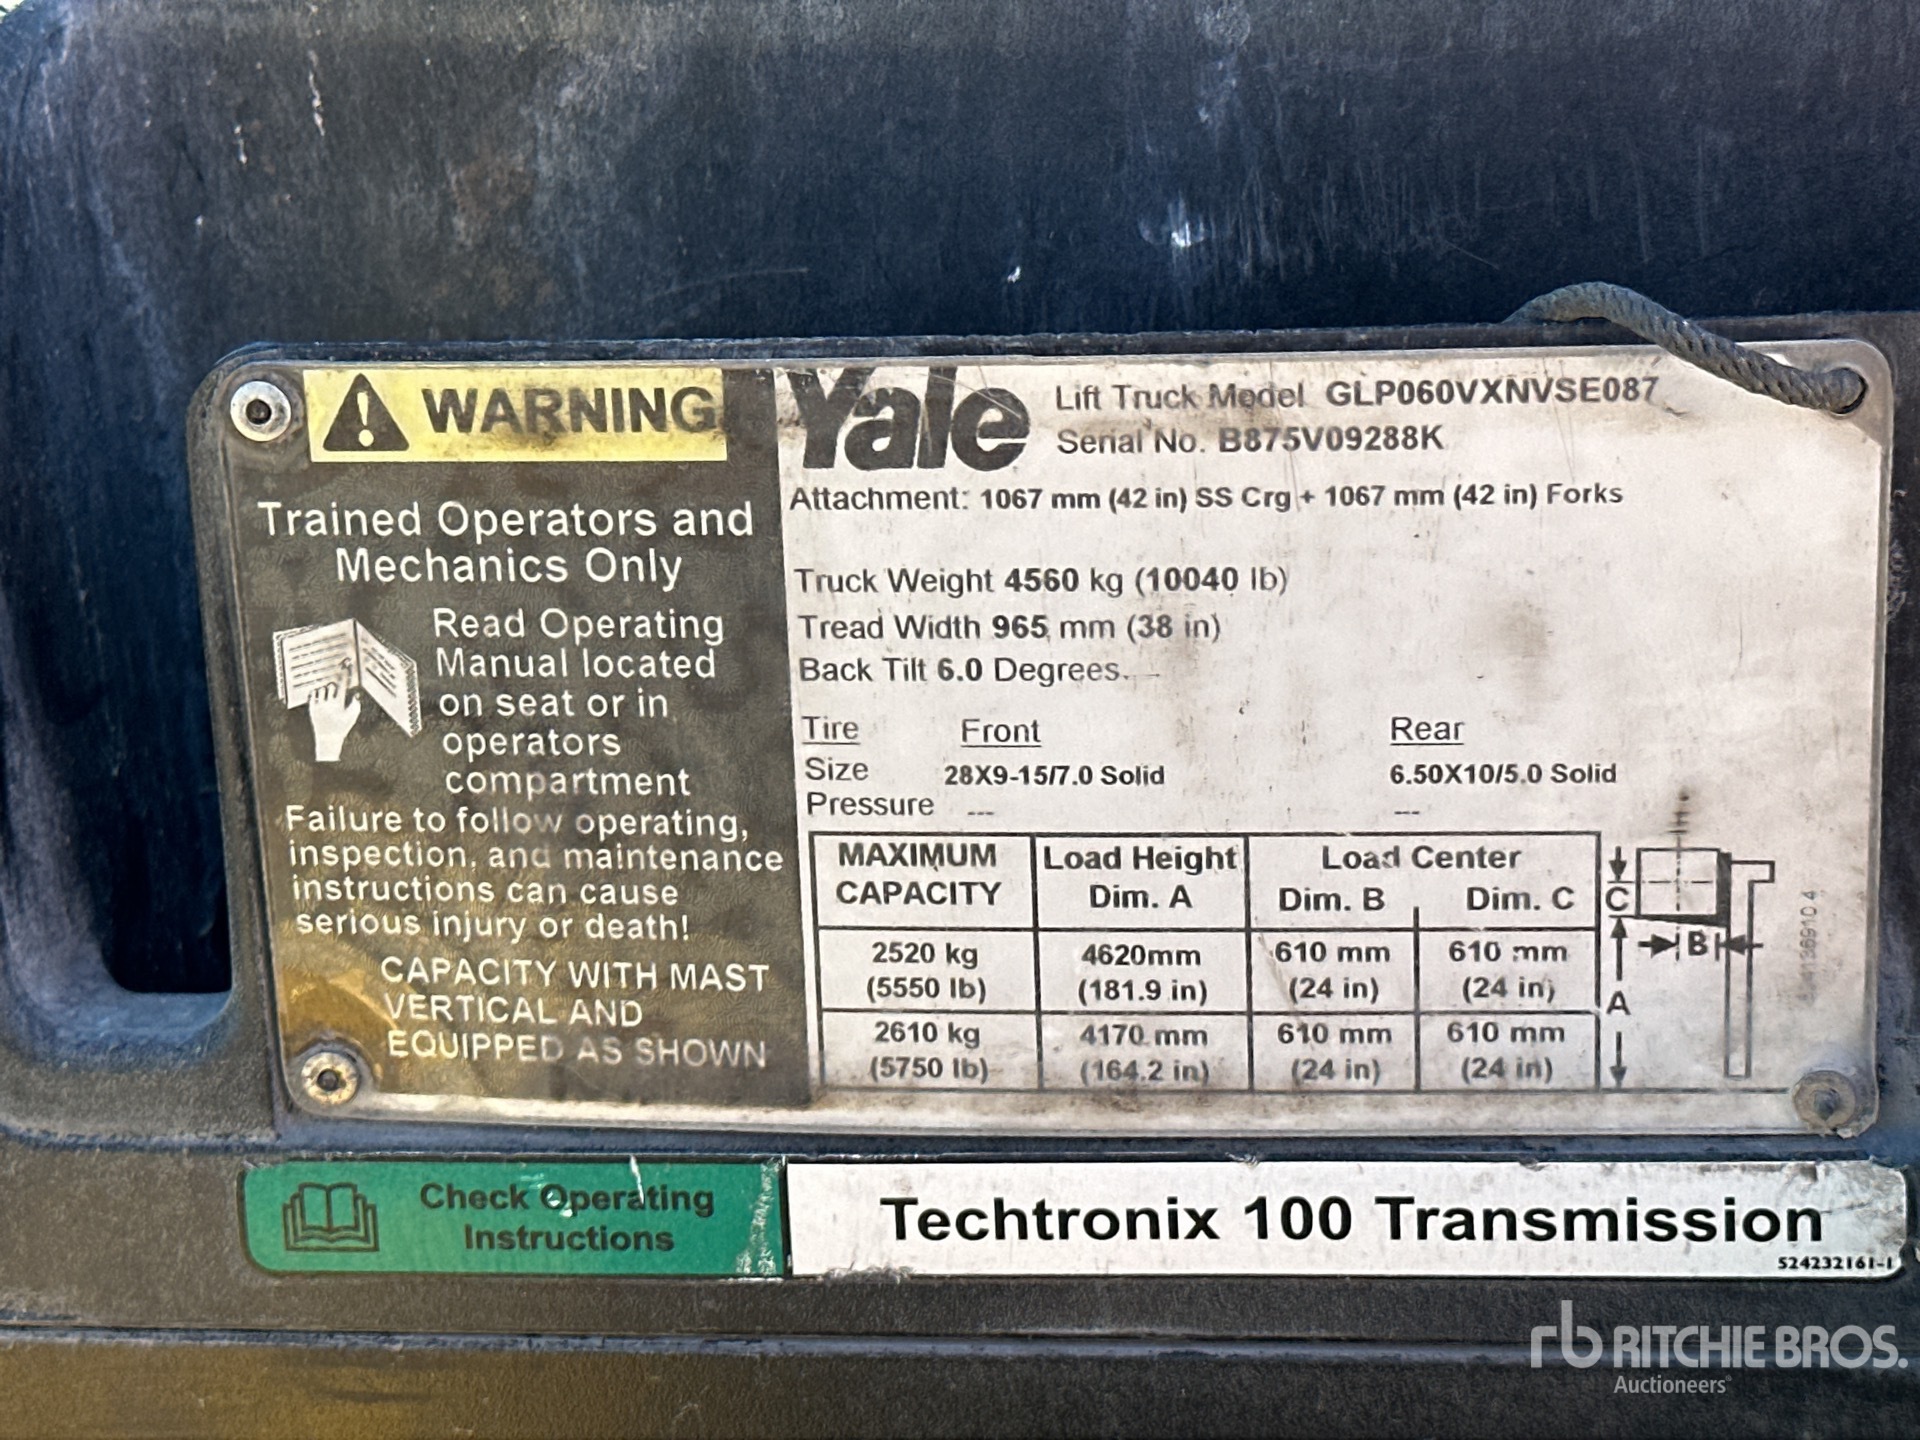 WARNING
Trained Operators and
Mechanics Only
Read Operating
Manual located
on seat or in
operators
compartment
Failure to follow operating,
inspection, and maintenance
instructions can cause
serious injury or death!
CAPACITY WITH MAST
VERTICAL AND
EQUIPPED AS SHOWN
Yale
Lift Truck Model GLP060VXNVSE087
Serial No. B875V09288K
Attachment: 1067 mm (42 in) SS Crg + 1067 mm (42 in) Forks
Truck Weight 4560 kg (10040 lb)
Tread Width 965 mm (38 in)
Back Tilt 6.0 Degrees.
Tire Front Rear
Size 28X9-15/7.0 Solid 6.50X10/5.0 Solid
Pressure --- ---
MAXIMUM Load Height Load Center
CAPACITY Dim. A Dim. B Dim. C
2520 kg 4620mm 610 mm 610 mm
(5550 lb) (181.9 in) (24 in) (24 in)
2610 kg 4170 mm 610 mm 610 mm
(5750 lb) (164.2 in) (24 in) (24 in)
C
B
A
Check Operating
Instructions
Techtronix 100 Transmission
524232161-1
rb RITCHIE BROS.
Auctioneers